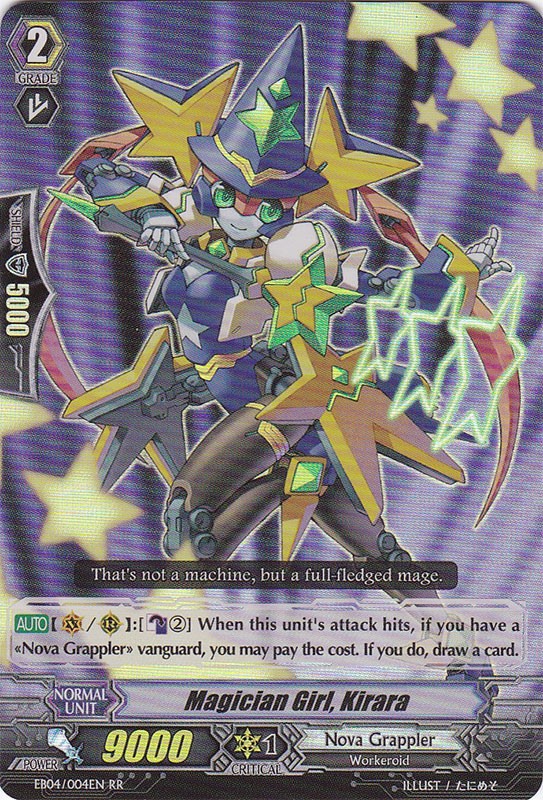 2
GRADE
SHIELD
5000
That's not a machine, but a full-fledged mage.
AUTO [ V / R ]:[ ②] When this unit's attack hits, if you have a
«Nova Grappler» vanguard, you may pay the cost. If you do, draw a card.
NORMAL
UNIT
Magician Girl, Kirara
POWER
9000
1
CRITICAL
Nova Grappler
Workeroid
EB04/004EN RR
ILLUST / たにめそ